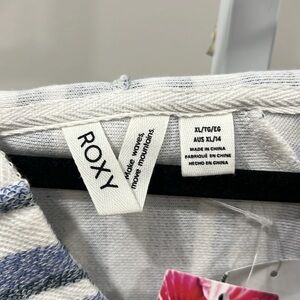 ROXY
Make waves,
move mountains.
XL/TG/EG
AUS XL/14
MADE IN CHINA
FABRIQUÉ EN CHINE
HECHO EN CHINA